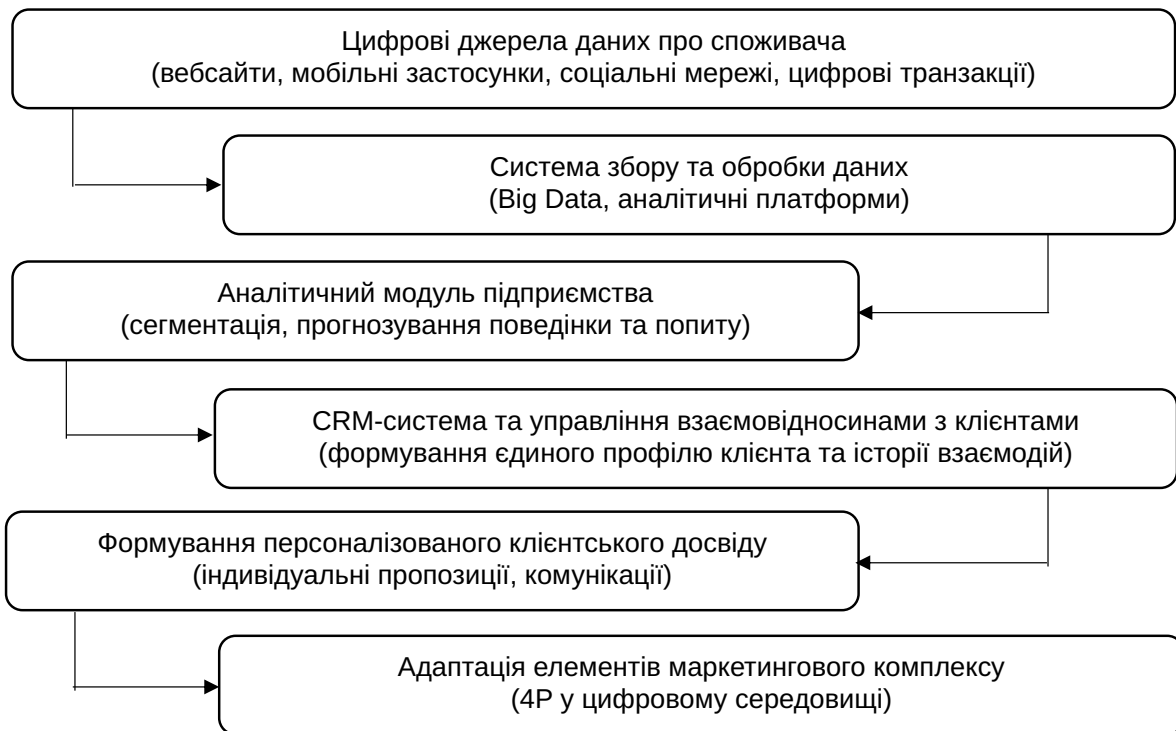 Цифрові джерела даних про споживача
(вебсайти, мобільні застосунки, соціальні мережі, цифрові транзакції)
Система збору та обробки даних
(Big Data, аналітичні платформи)
Аналітичний модуль підприємства
(сегментація, прогнозування поведінки та попиту)
CRM-система та управління взаємовідносинами з клієнтами
(формування єдиного профілю клієнта та історії взаємодій)
Формування персоналізованого клієнтського досвіду
(індивідуальні пропозиції, комунікації)
Адаптація елементів маркетингового комплексу
(4P у цифровому середовищі)